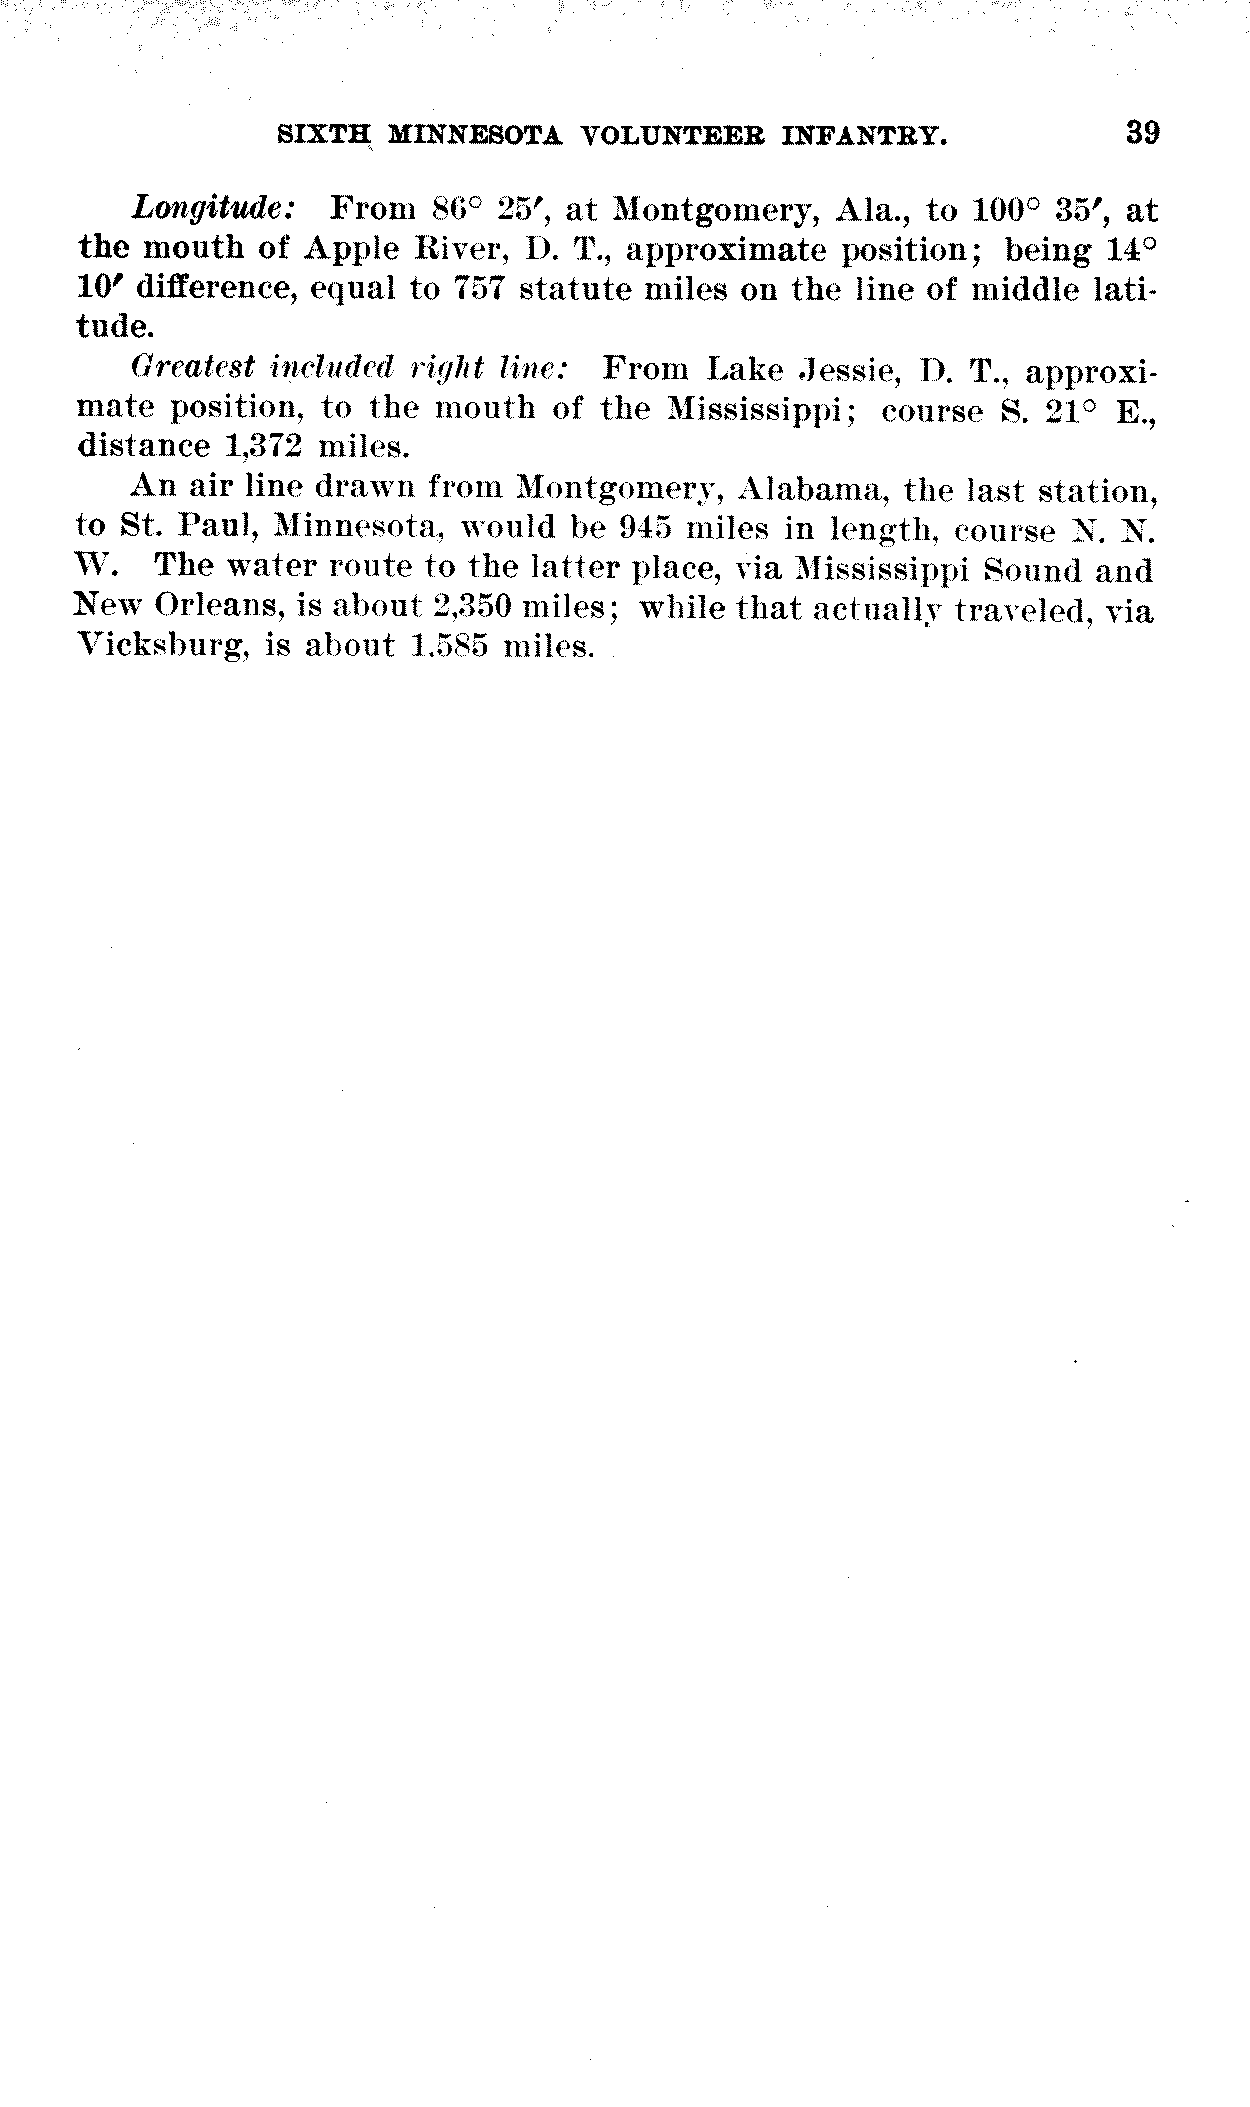 SIXTH MINNESOTA VOLUNTEER INFANTRY. 39
Longitude: From 86° 25′, at Montgomery, Ala., to 100° 35′, at
the mouth of Apple River, D. T., approximate position; being 14°
10′ difference, equal to 757 statute miles on the line of middle lati-
tude.
Greatest included right line: From Lake Jessie, D. T., approxi-
mate position, to the mouth of the Mississippi; course S. 21° E.,
distance 1,372 miles.
An air line drawn from Montgomery, Alabama, the last station,
to St. Paul, Minnesota, would be 945 miles in length, course N. N.
W. The water route to the latter place, via Mississippi Sound and
New Orleans, is about 2,350 miles; while that actually traveled, via
Vicksburg, is about 1.585 miles.